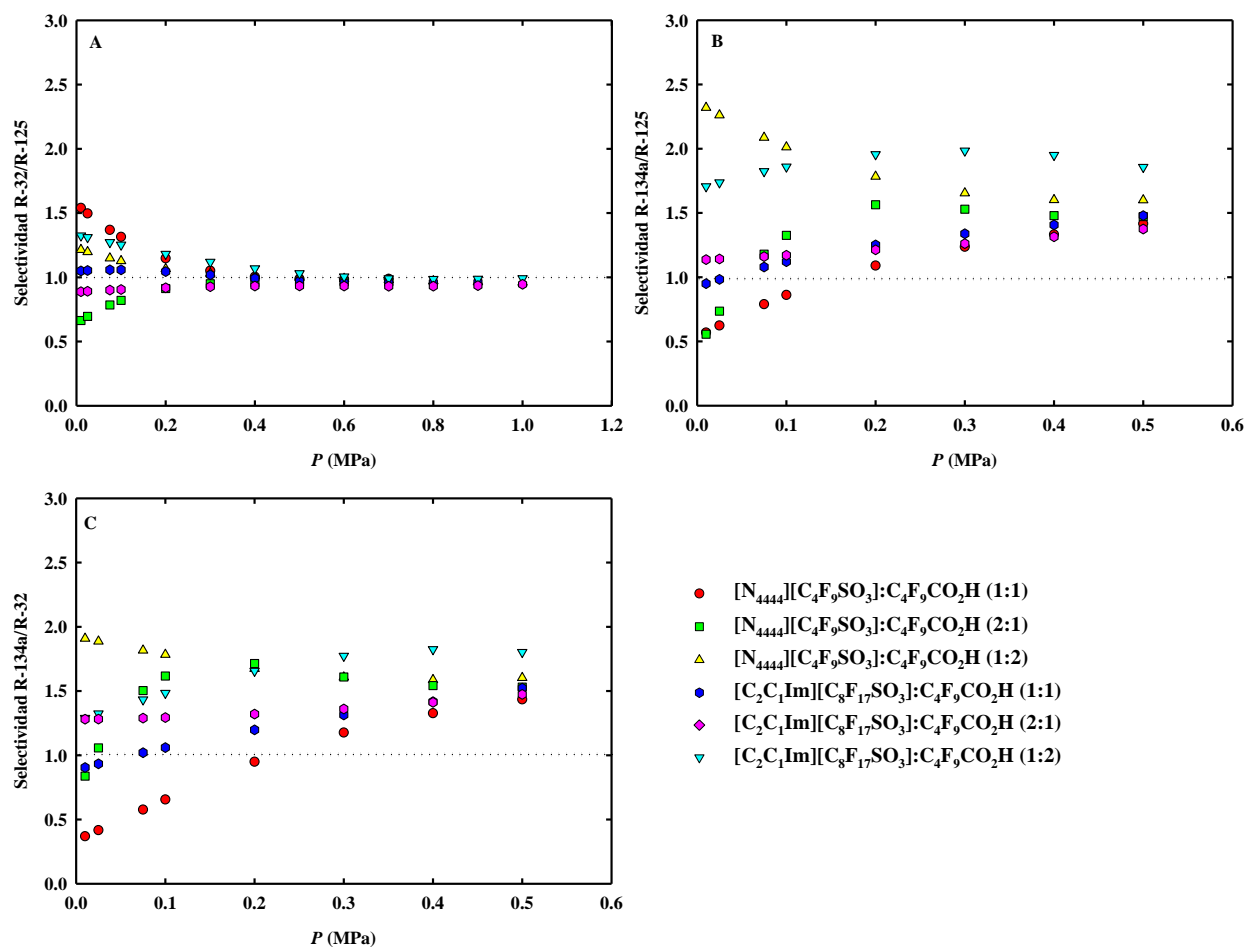 A
Selectividad R-32/R-125
3.0
2.5
2.0
1.5
1.0
0.5
0.0
0.0 0.2 0.4 0.6 0.8 1.0 1.2
P (MPa)
B
Selectividad R-134a/R-125
3.0
2.5
2.0
1.5
1.0
0.5
0.0
0.0 0.1 0.2 0.3 0.4 0.5 0.6
P (MPa)
C
Selectividad R-134a/R-32
3.0
2.5
2.0
1.5
1.0
0.5
0.0
0.0 0.1 0.2 0.3 0.4 0.5 0.6
P (MPa)
[N₄₄₄₄][C₄F₉SO₃]:C₄F₉CO₂H (1:1)
[N₄₄₄₄][C₄F₉SO₃]:C₄F₉CO₂H (2:1)
[N₄₄₄₄][C₄F₉SO₃]:C₄F₉CO₂H (1:2)
[C₂C₁Im][C₈F₁₇SO₃]:C₄F₉CO₂H (1:1)
[C₂C₁Im][C₈F₁₇SO₃]:C₄F₉CO₂H (2:1)
[C₂C₁Im][C₈F₁₇SO₃]:C₄F₉CO₂H (1:2)